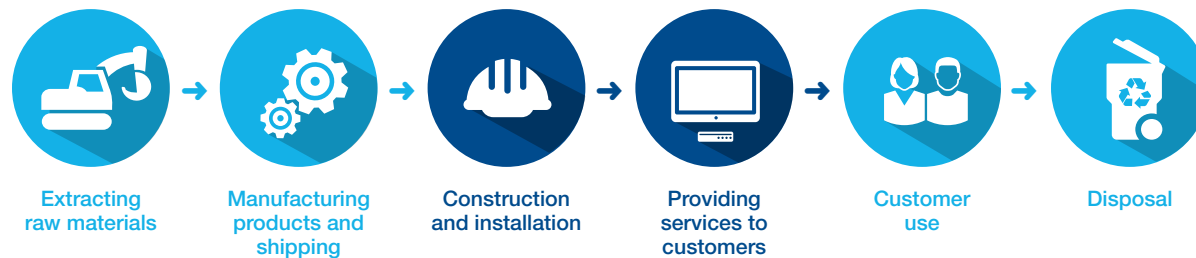 Extracting
raw materials
Manufacturing
products and
shipping
Construction
and installation
Providing
services to
customers
Customer
use
Disposal